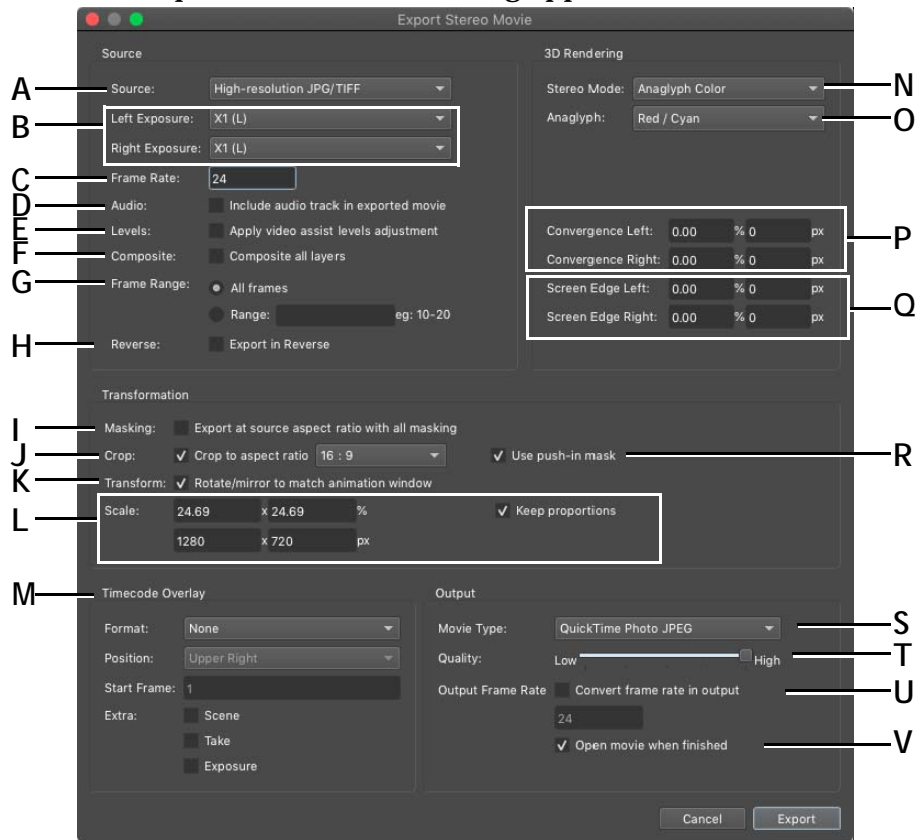 Export Stereo Movie
Source
A Source: High-resolution JPG/TIFF
B Left Exposure: X1 (L)
Right Exposure: X1 (L)
C Frame Rate: 24
D Audio: Include audio track in exported movie
E Levels: Apply video assist levels adjustment
F Composite: Composite all layers
G Frame Range: All frames
Range: eg: 10-20
H Reverse: Export in Reverse
3D Rendering
Stereo Mode: Anaglyph Color N
Anaglyph: Red / Cyan O
Convergence Left: 0.00 % 0 px P
Convergence Right: 0.00 % 0 px
Screen Edge Left: 0.00 % 0 px Q
Screen Edge Right: 0.00 % 0 px
Transformation
I Masking: Export at source aspect ratio with all masking
J Crop: Crop to aspect ratio 16 : 9 Use push-in mask R
K Transform: Rotate/mirror to match animation window
L Scale: 24.69 x 24.69 % Keep proportions
1280 x 720 px
M Timecode Overlay
Format: None
Position: Upper Right
Start Frame: 1
Extra: Scene
Take
Exposure
Output
Movie Type: QuickTime Photo JPEG S
Quality: Low High T
Output Frame Rate Convert frame rate in output U
24
Open movie when finished V
Cancel Export